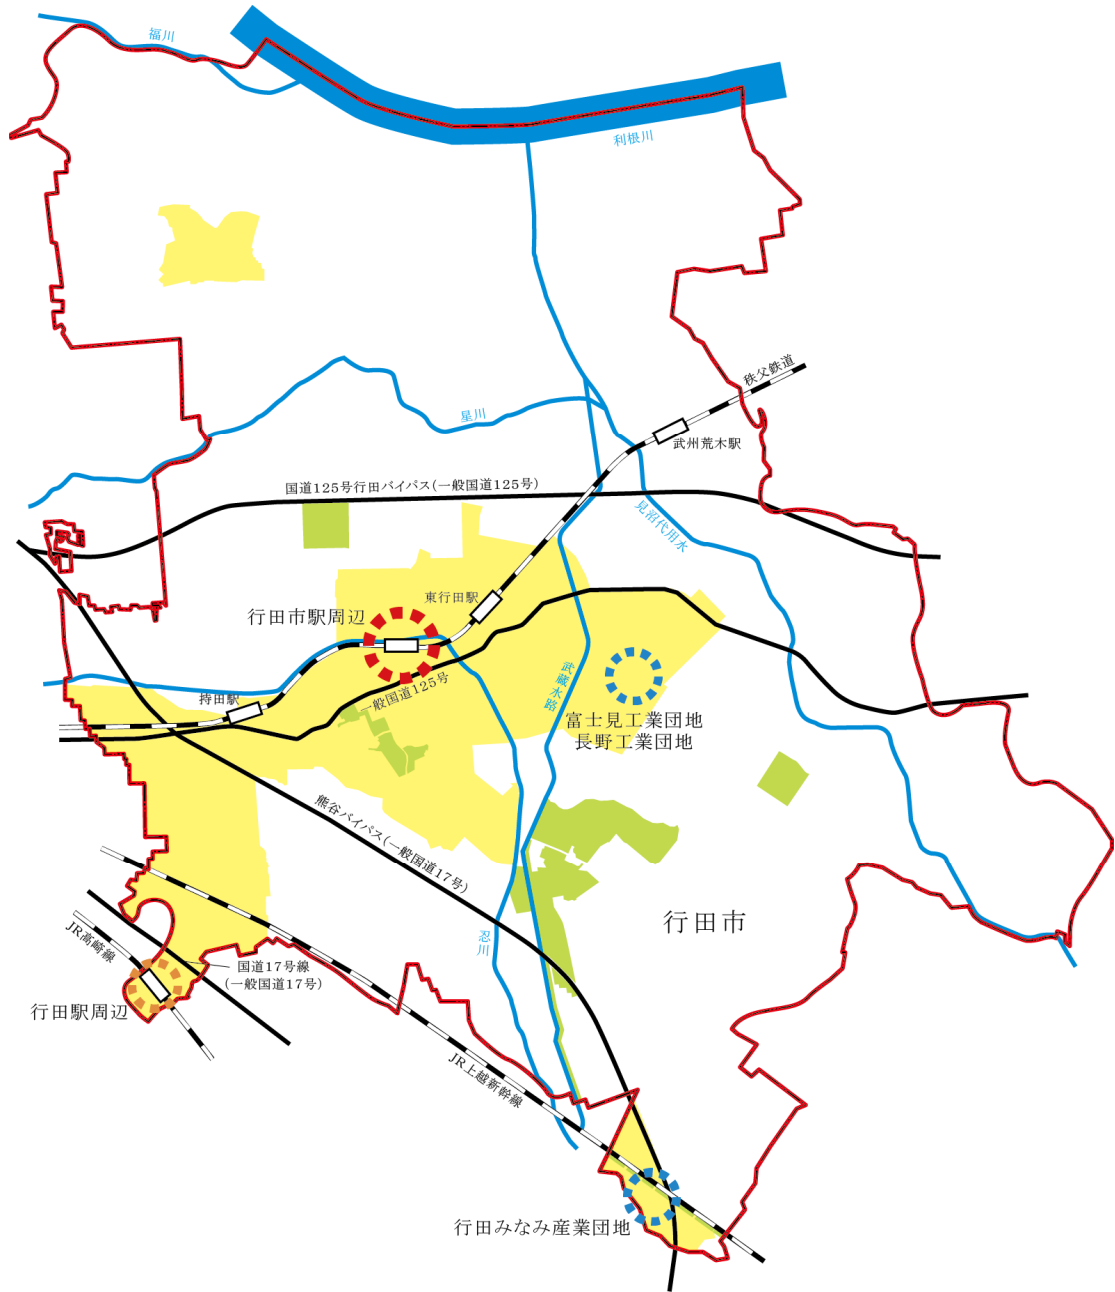 福川
利根川
秩父鉄道
星川
武州荒木駅
国道125号行田バイパス(一般国道125号)
見沼代用水
東行田駅
行田市駅周辺
武蔵水路
持田駅
一般国道125号
富士見工業団地
長野工業団地
熊谷バイパス(一般国道17号)
行田市
JR高崎線
忍川
国道17号線
(一般国道17号)
行田駅周辺
JR上越新幹線
行田みなみ産業団地